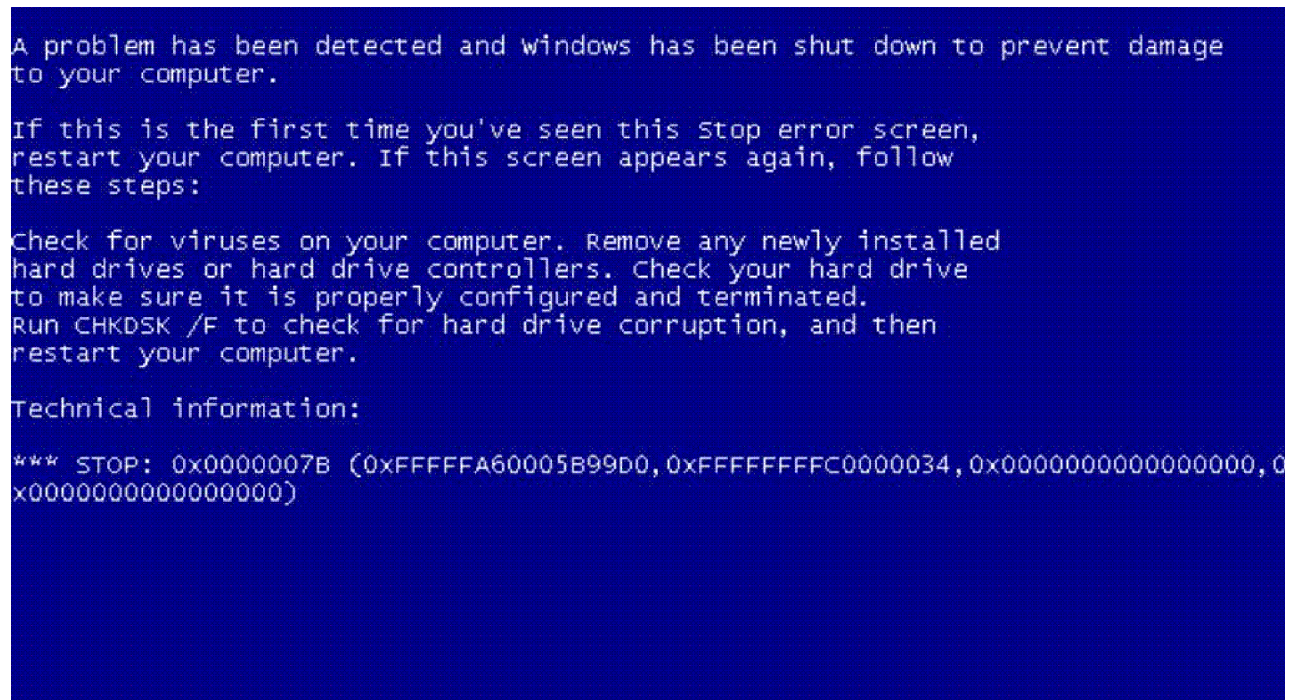 A problem has been detected and Windows has been shut down to prevent damage
to your computer.
If this is the first time you've seen this Stop error screen,
restart your computer. If this screen appears again, follow
these steps:
Check for viruses on your computer. Remove any newly installed
hard drives or hard drive controllers. Check your hard drive
to make sure it is properly configured and terminated.
Run CHKDSK /F to check for hard drive corruption, and then
restart your computer.
Technical information:
*** STOP: 0x0000007B (0xFFFFFA60005B99D0,0xFFFFFFFFC0000034,0x0000000000000000,0
x0000000000000000)